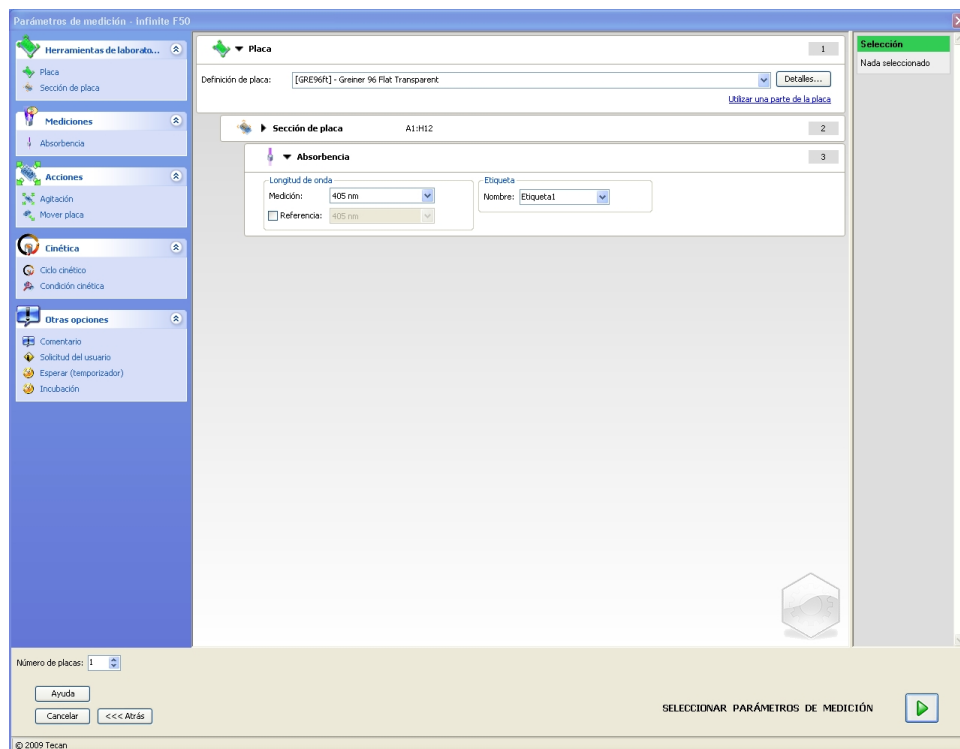 Parámetros de medición - infinite F50
Herramientas de laborato...
Placa
Sección de placa
Mediciones
Absorbencia
Acciones
Agitación
Mover placa
Cinética
Ciclo cinético
Condición cinética
Otras opciones
Comentario
Solicitud del usuario
Esperar (temporizador)
Incubación
Placa 1
Definición de placa: [GRE96ft] - Greiner 96 Flat Transparent Detalles...
Utilizar una parte de la placa
Sección de placa A1:H12 2
Absorbencia 3
Longitud de onda
Medición: 405 nm
Referencia: 405 nm
Etiqueta
Nombre: Etiqueta1
Selección
Nada seleccionado
Número de placas: 1
Ayuda
Cancelar <<< Atrás
SELECCIONAR PARÁMETROS DE MEDICIÓN
© 2009 Tecan